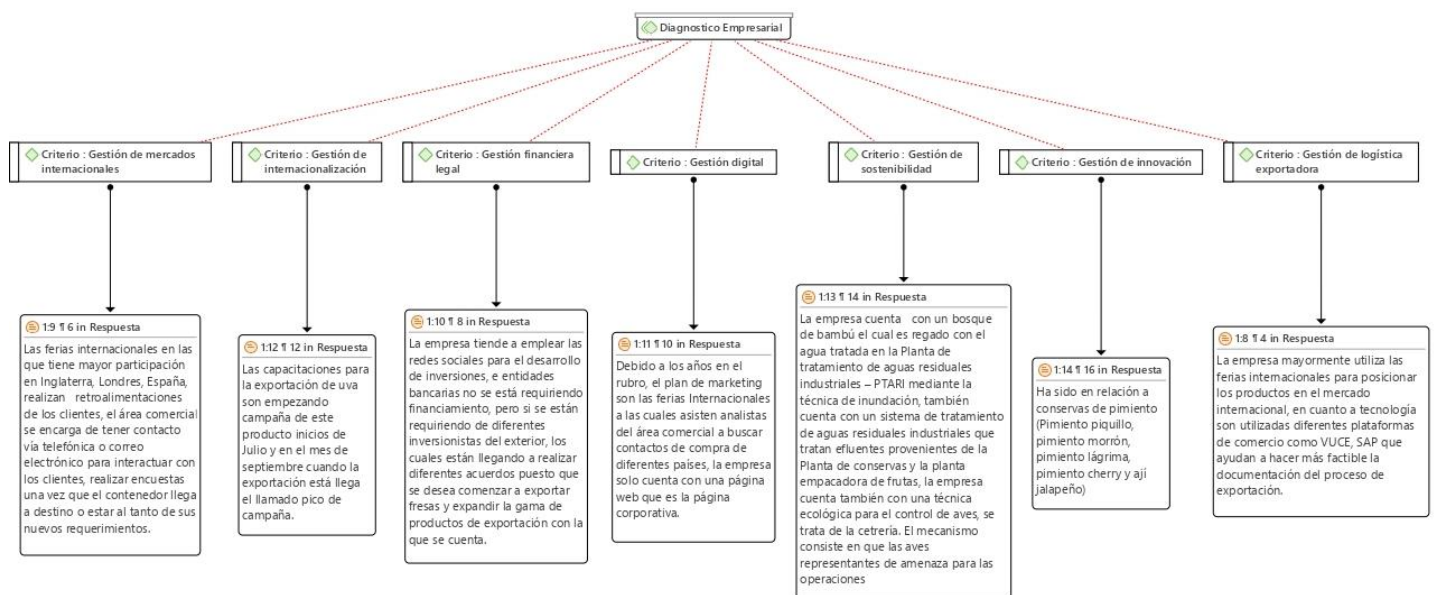 Diagnostico Empresarial
Criterio : Gestión de mercados
internacionales
Criterio : Gestión de
internacionalización
Criterio : Gestión financiera
legal
Criterio : Gestión digital
Criterio : Gestión de
sostenibilidad
Criterio : Gestión de innovación
Criterio : Gestión de logística
exportadora
1:9 ¶ 6 in Respuesta
Las ferias internacionales en las
que tiene mayor participación
en Inglaterra, Londres, España,
realizan retroalimentaciones
de los clientes, el área comercial
se encarga de tener contacto
vía telefónica o correo
electrónico para interactuar con
los clientes, realizar encuestas
una vez que el contenedor llega
a destino o estar al tanto de sus
nuevos requerimientos.
1:12 ¶ 12 in Respuesta
Las capacitaciones para
la exportación de uva
son empezando
campaña de este
producto inicios de
Julio y en el mes de
septiembre cuando la
exportación está llega
el llamado pico de
campaña.
1:10 ¶ 8 in Respuesta
La empresa tiende a emplear las
redes sociales para el desarrollo
de inversiones, e entidades
bancarias no se está requiriendo
financiamiento, pero si se están
requiriendo de diferentes
inversionistas del exterior, los
cuales están llegando a realizar
diferentes acuerdos puesto que
se desea comenzar a exportar
fresas y expandir la gama de
productos de exportación con la
que se cuenta.
1:11 ¶ 10 in Respuesta
Debido a los años en el
rubro, el plan de marketing
son las ferias Internacionales
a las cuales asisten analistas
del área comercial a buscar
contactos de compra de
diferentes países, la empresa
solo cuenta con una página
web que es la página
corporativa.
1:13 ¶ 14 in Respuesta
La empresa cuenta con un bosque
de bambú el cual es regado con el
agua tratada en la Planta de
tratamiento de aguas residuales
industriales – PTARI mediante la
técnica de inundación, también
cuenta con un sistema de tratamiento
de aguas residuales industriales que
tratan efluentes provenientes de la
Planta de conservas y la planta
empacadora de frutas, la empresa
cuenta también con una técnica
ecológica para el control de aves, se
trata de la cetrería. El mecanismo
consiste en que las aves
representantes de amenaza para las
operaciones
1:14 ¶ 16 in Respuesta
Ha sido en relación a
conservas de pimiento
(Pimiento piquillo,
pimiento morrón,
pimiento lágrima,
pimiento cherry y ají
jalapeño)
1:8 ¶ 4 in Respuesta
La empresa mayormente utiliza las
ferias internacionales para posicionar
los productos en el mercado
internacional, en cuanto a tecnología
son utilizadas diferentes plataformas
de comercio como VUCE, SAP que
ayudan a hacer más factible la
documentación del proceso de
exportación.